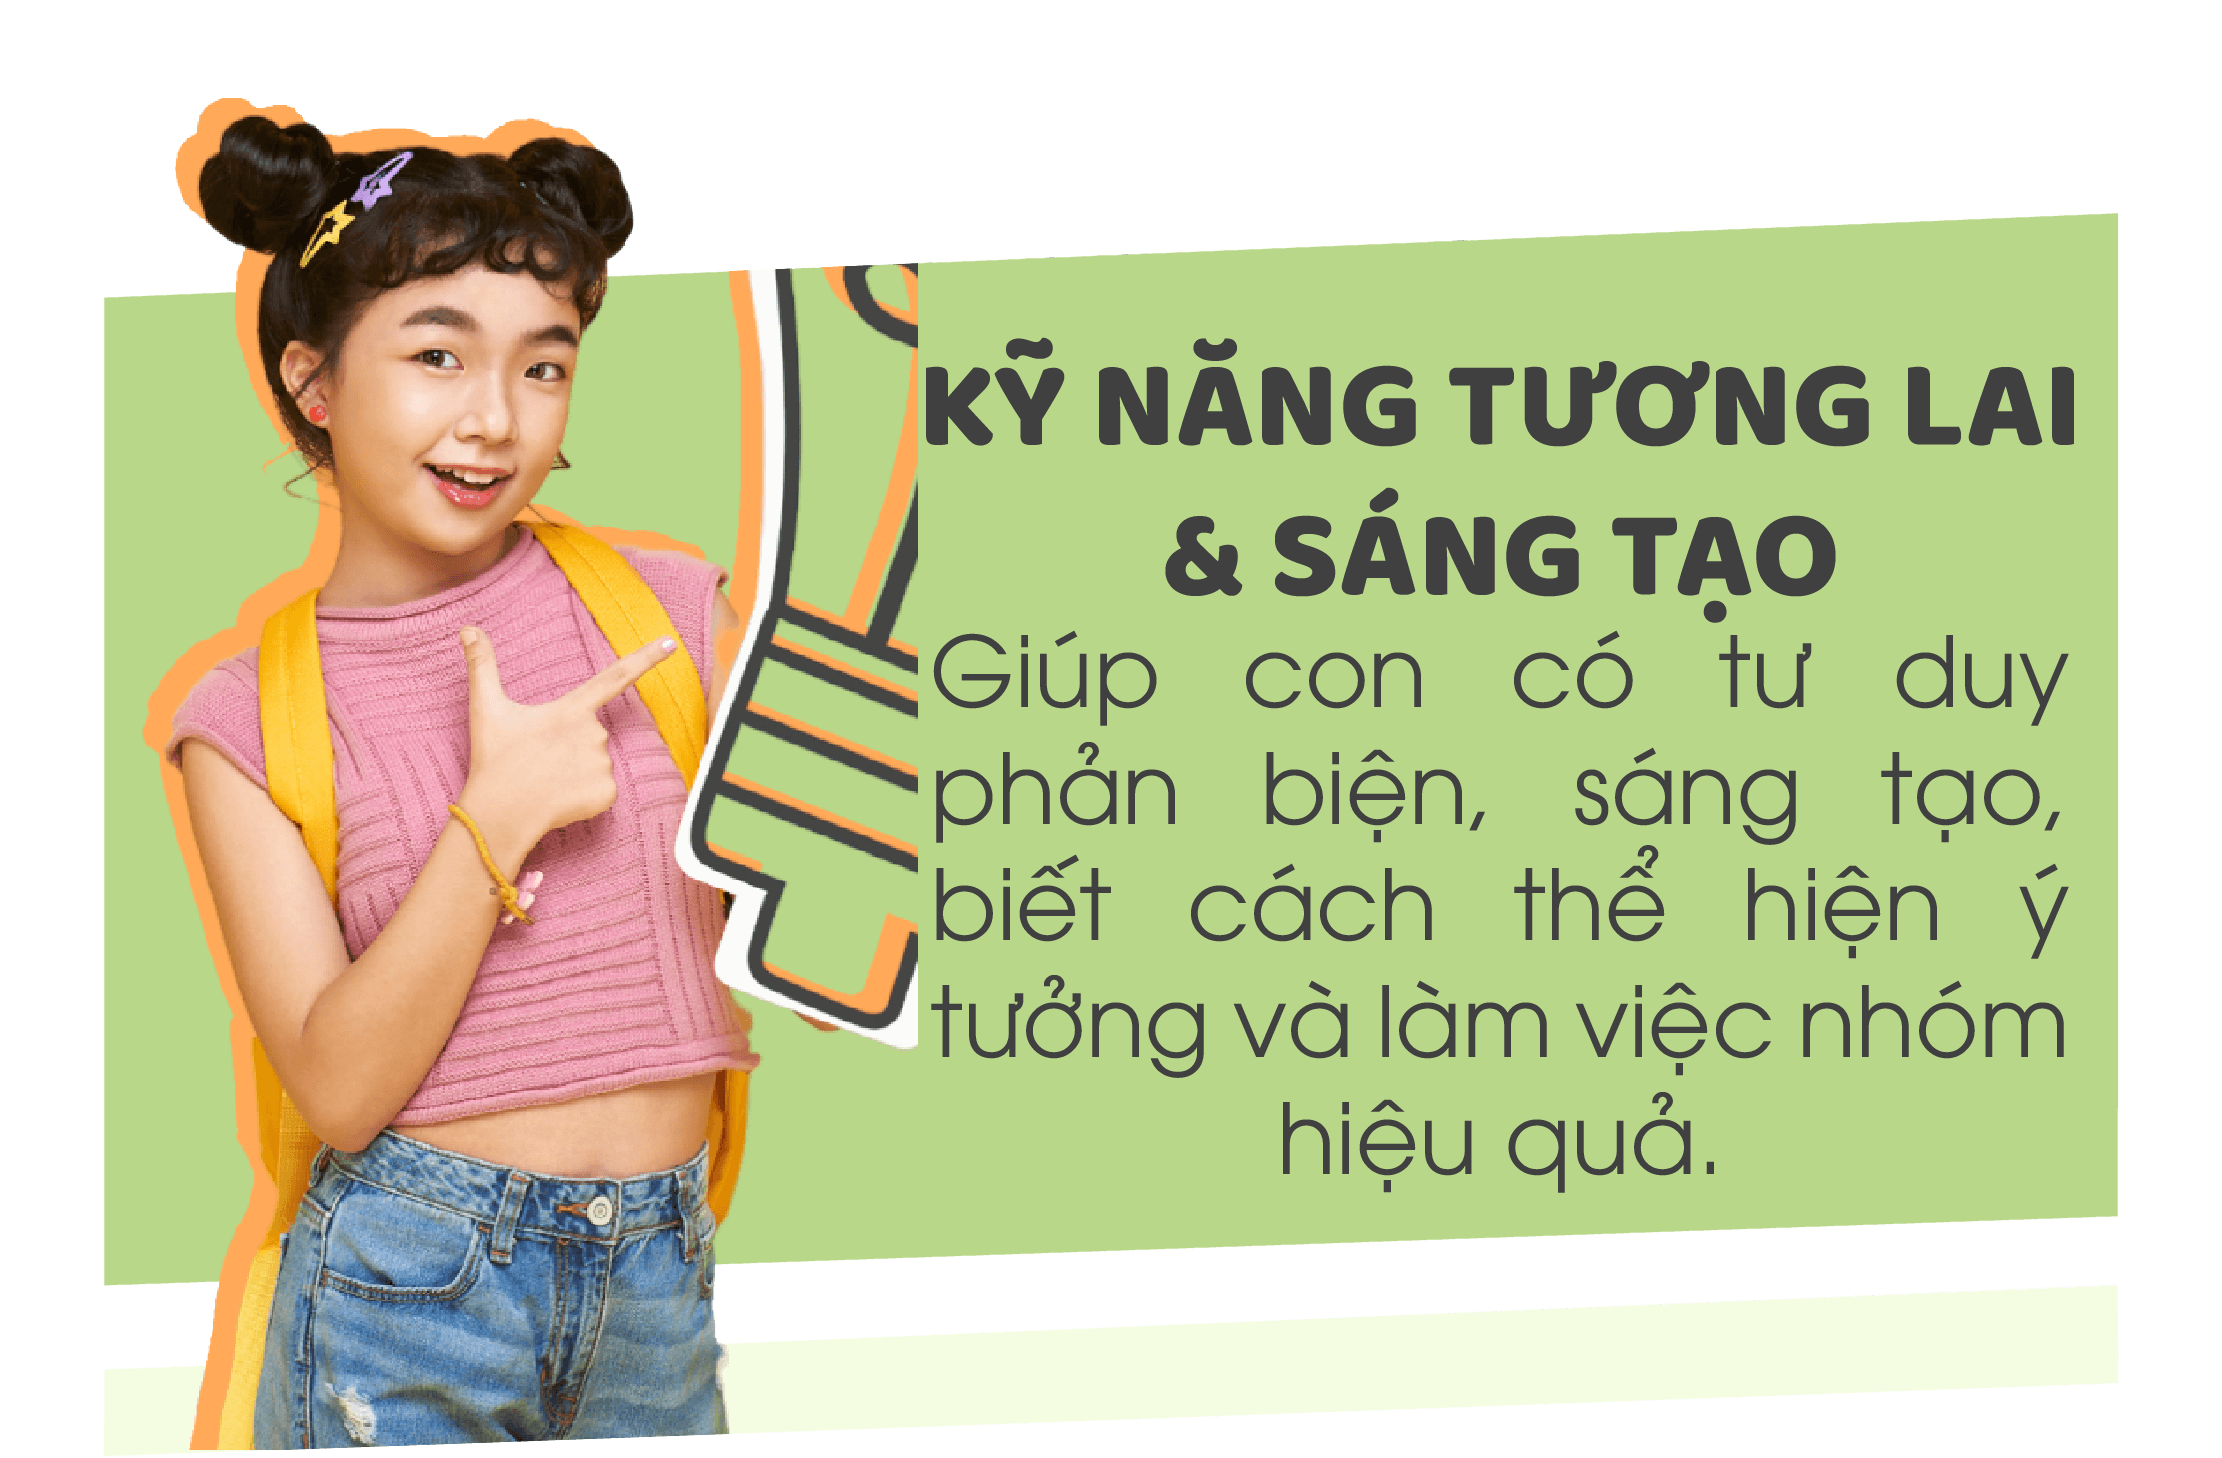 KỸ NĂNG TƯƠNG LAI
& SÁNG TẠO
Giúp con có tư duy
phản biện, sáng tạo,
biết cách thể hiện ý
tưởng và làm việc nhóm
hiệu quả.